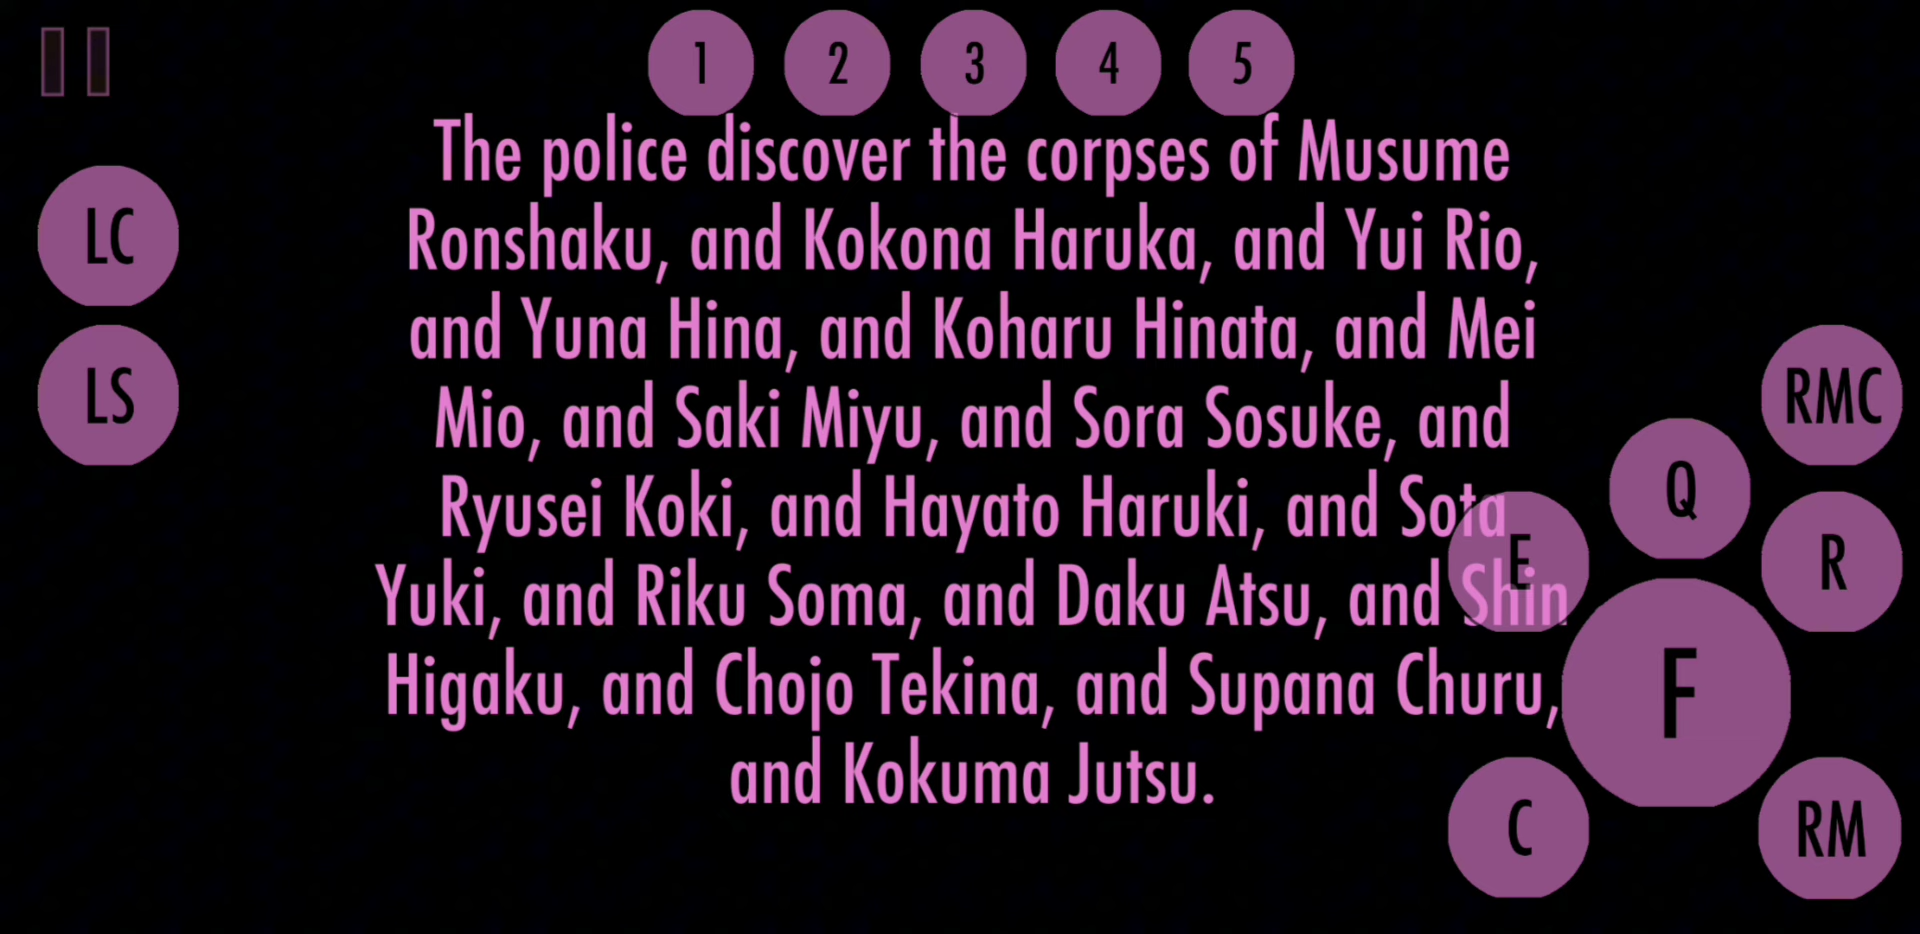 1 2 3 4 5
The police discover the corpses of Musume
Ronshaku, and Kokona Haruka, and Yui Rio,
and Yuna Hina, and Koharu Hinata, and Mei
Mio, and Saki Miyu, and Sora Sosuke, and
Ryusei Koki, and Hayato Haruki, and Sota
Yuki, and Riku Soma, and Daku Atsu, and Shin
Higaku, and Chojo Tekina, and Supana Churu,
and Kokuma Jutsu.
LC
LS
RMC
Q
E
R
F
C
RM